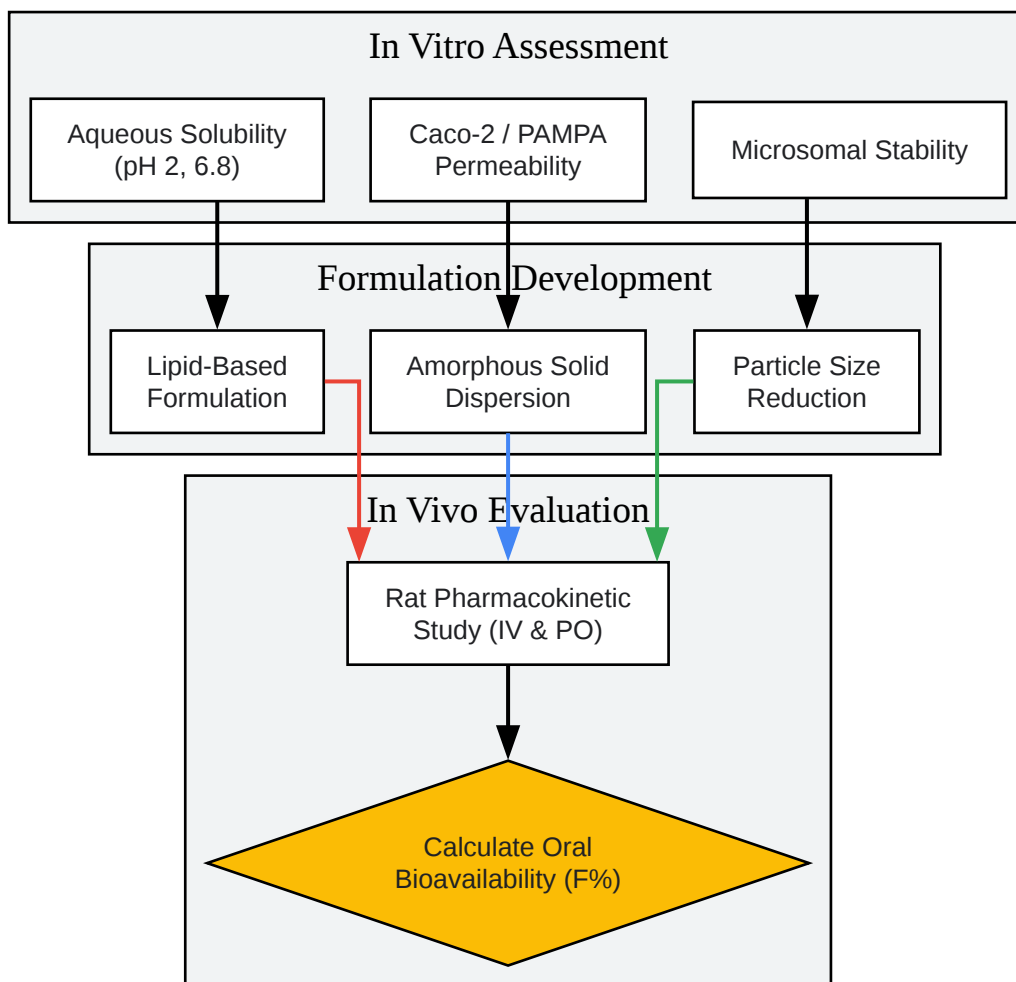 In Vitro Assessment
Aqueous Solubility
(pH 2, 6.8)
Caco-2 / PAMPA
Permeability
Microsomal Stability
Formulation Development
Lipid-Based
Formulation
Amorphous Solid
Dispersion
Particle Size
Reduction
In Vivo Evaluation
Rat Pharmacokinetic
Study (IV & PO)
Calculate Oral
Bioavailability (F%)